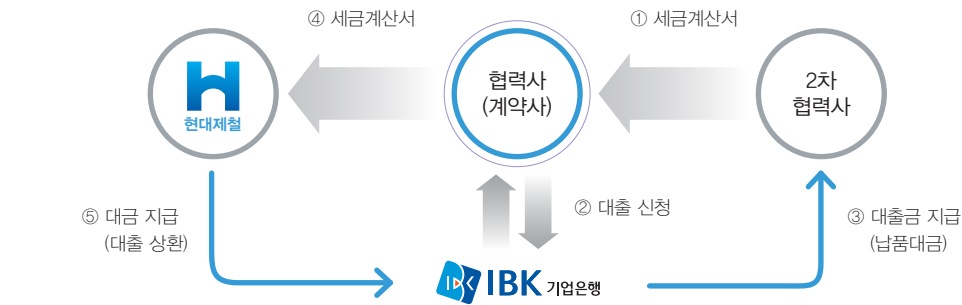 ④ 세금계산서
① 세금계산서
현대제철
협력사
(계약사)
2차
협력사
⑤ 대금 지급
(대출 상환)
② 대출 신청
③ 대출금 지급
(납품대금)
IBK 기업은행